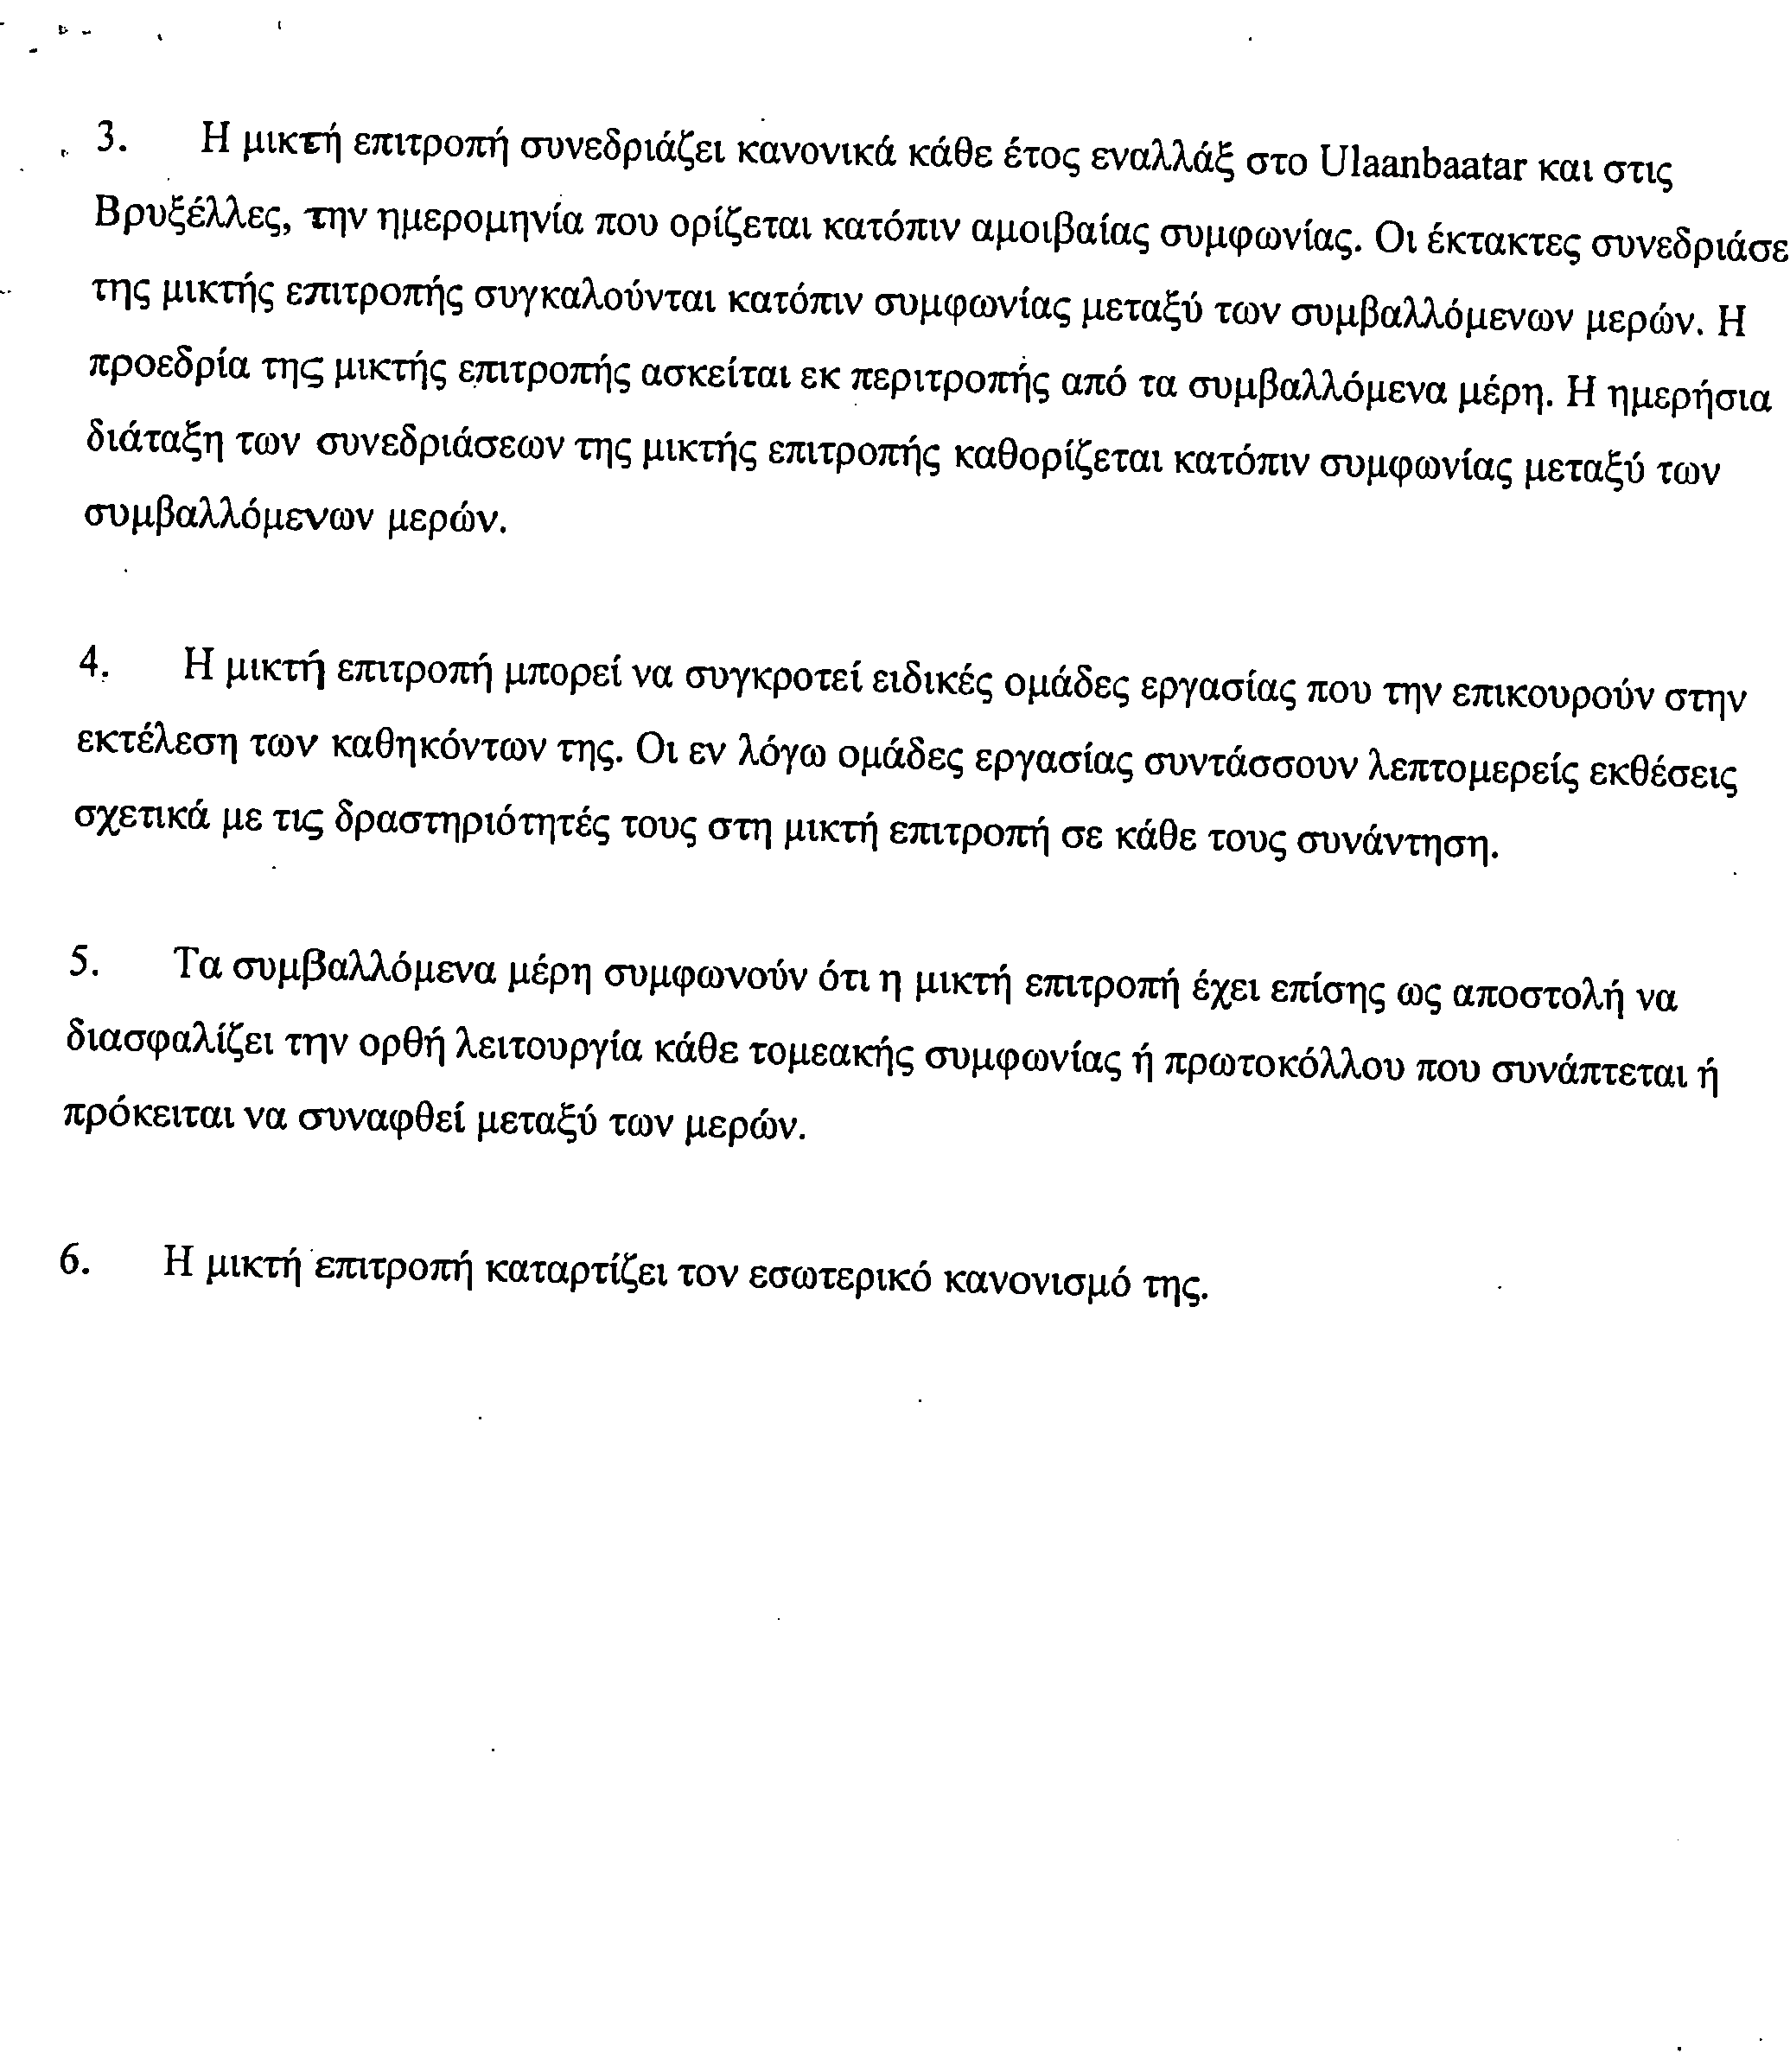 3. Η μικτή επιτροπή συνεδριάζει κανονικά κάθε έτος εναλλάξ στο Ulaanbaatar και στις
Βρυξέλλες, την ημερομηνία που ορίζεται κατόπιν αμοιβαίας συμφωνίας. Οι έκτακτες συνεδριάσε
της μικτής επιτροπής συγκαλούνται κατόπιν συμφωνίας μεταξύ των συμβαλλόμενων μερών. Η
προεδρία της μικτής επιτροπής ασκείται εκ περιτροπής από τα συμβαλλόμενα μέρη. Η ημερήσια
διάταξη των συνεδριάσεων της μικτής επιτροπής καθορίζεται κατόπιν συμφωνίας μεταξύ των
συμβαλλόμενων μερών.
4. Η μικτή επιτροπή μπορεί να συγκροτεί ειδικές ομάδες εργασίας που την επικουρούν στην
εκτέλεση των καθηκόντων της. Οι εν λόγω ομάδες εργασίας συντάσσουν λεπτομερείς εκθέσεις
σχετικά με τις δραστηριότητές τους στη μικτή επιτροπή σε κάθε τους συνάντηση.
5. Τα συμβαλλόμενα μέρη συμφωνούν ότι η μικτή επιτροπή έχει επίσης ως αποστολή να
διασφαλίζει την ορθή λειτουργία κάθε τομεακής συμφωνίας ή πρωτοκόλλου που συνάπτεται ή
πρόκειται να συναφθεί μεταξύ των μερών.
6. Η μικτή επιτροπή καταρτίζει τον εσωτερικό κανονισμό της.